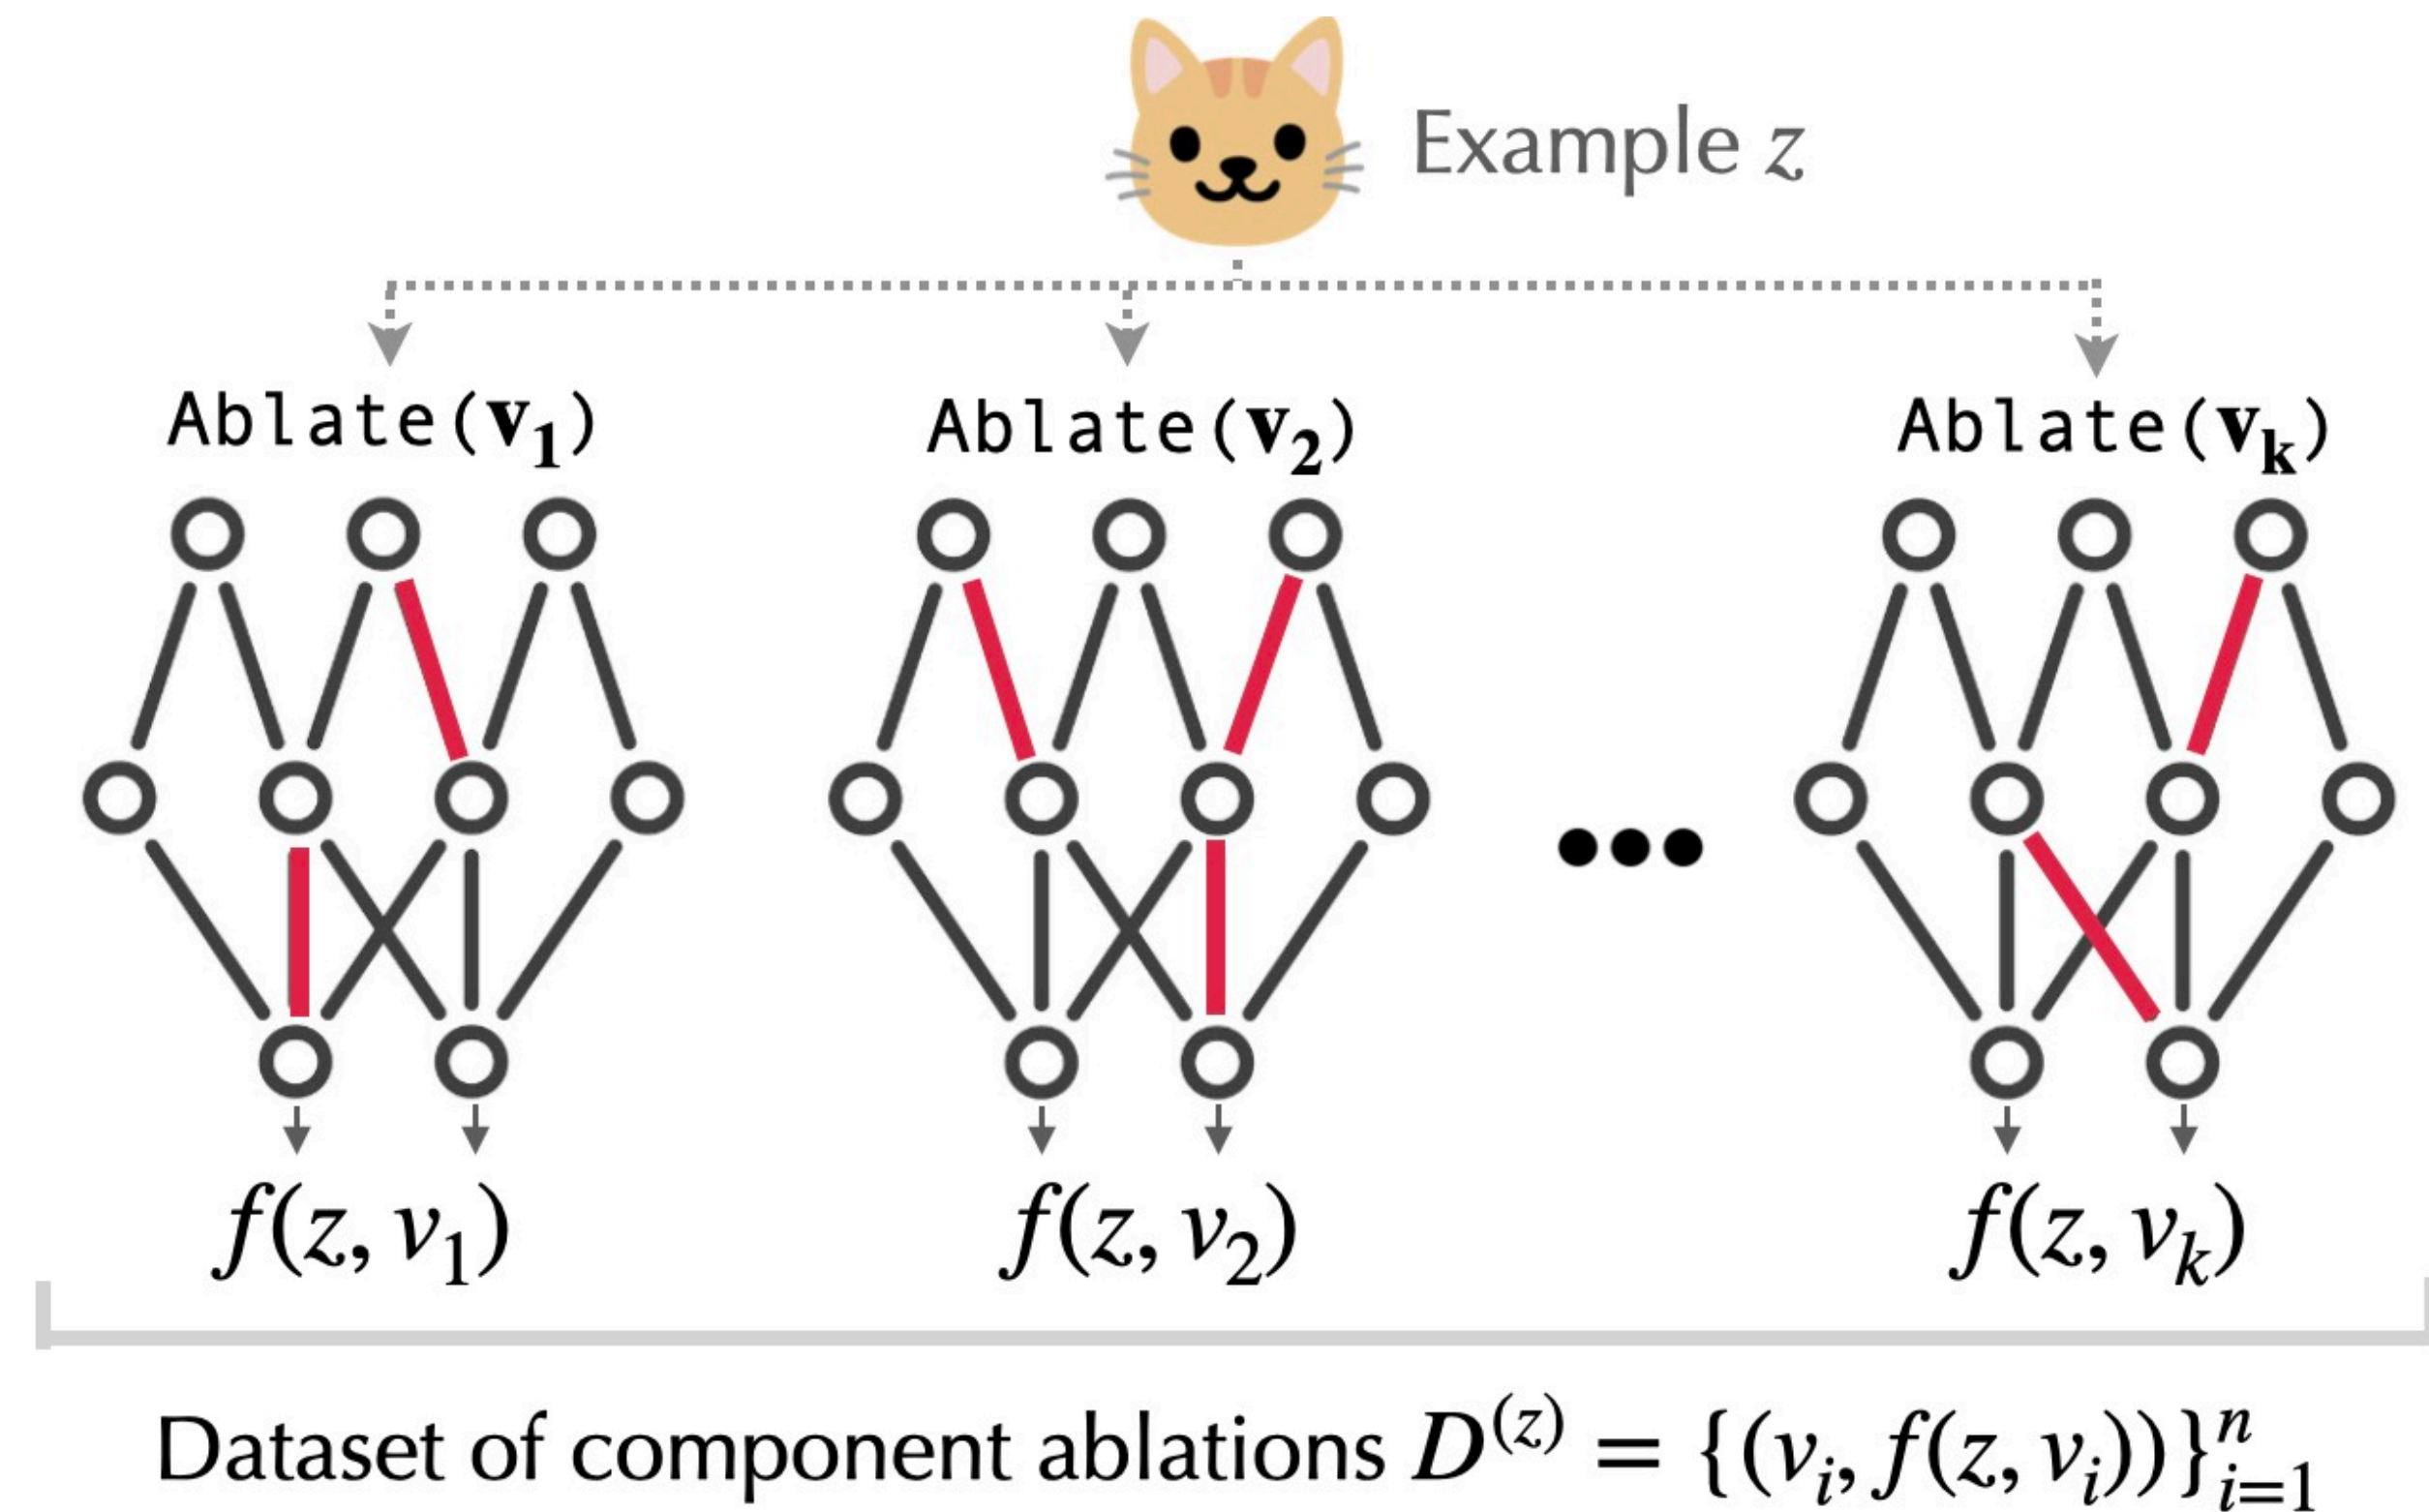 Example z
Ablate(v₁) Ablate(v₂) Ablate(vₖ)
f(z, v₁) f(z, v₂) f(z, vₖ)
Dataset of component ablations D⁽ᶻ⁾ = {(vᵢ, f(z, vᵢ))}ⁿᵢ₌₁